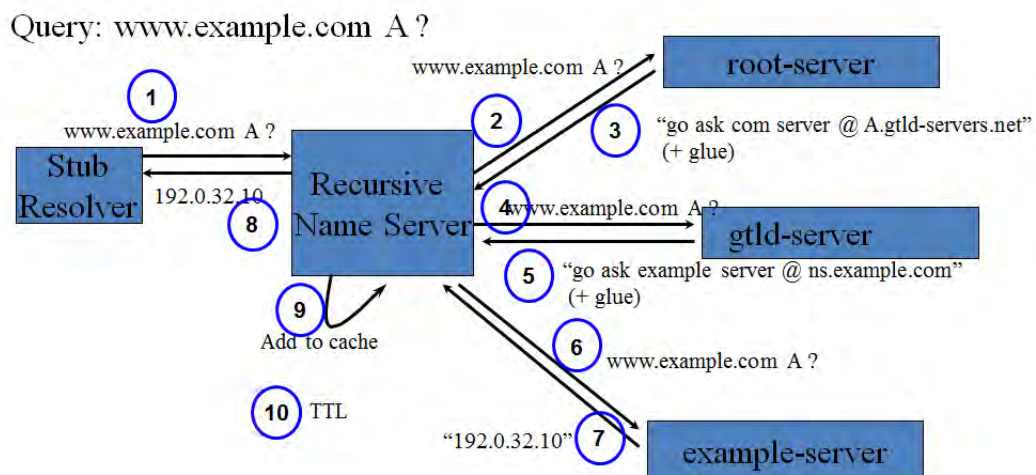 Query: www.example.com A ?
1
www.example.com A ?
Stub
Resolver
192.0.32.10
8
Recursive
Name Server
9
Add to cache
10 TTL
www.example.com A ?
2
root-server
3
“go ask com server @ A.gtld-servers.net”
(+ glue)
4
www.example.com A ?
gtld-server
5
“go ask example server @ ns.example.com”
(+ glue)
6
www.example.com A ?
“192.0.32.10”
7
example-server